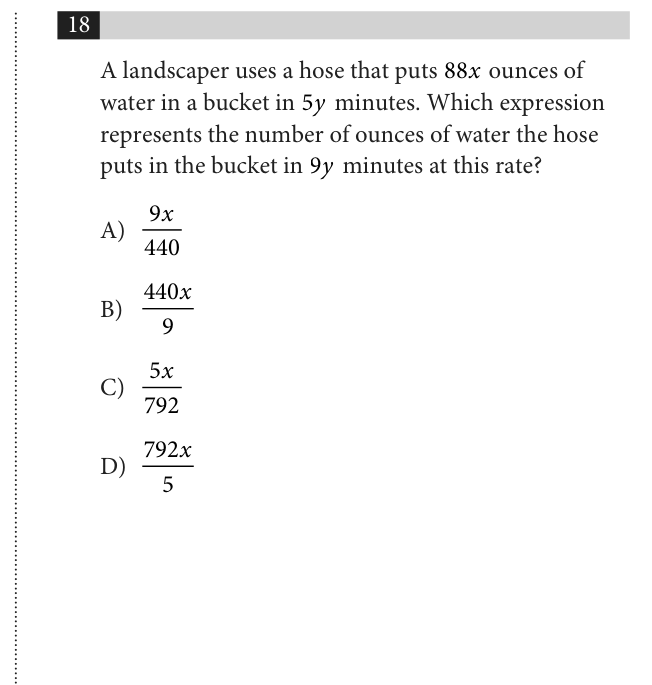 18
A landscaper uses a hose that puts 88x ounces of
water in a bucket in 5y minutes. Which expression
represents the number of ounces of water the hose
puts in the bucket in 9y minutes at this rate?
A) 9x/440
B) 440x/9
C) 5x/792
D) 792x/5